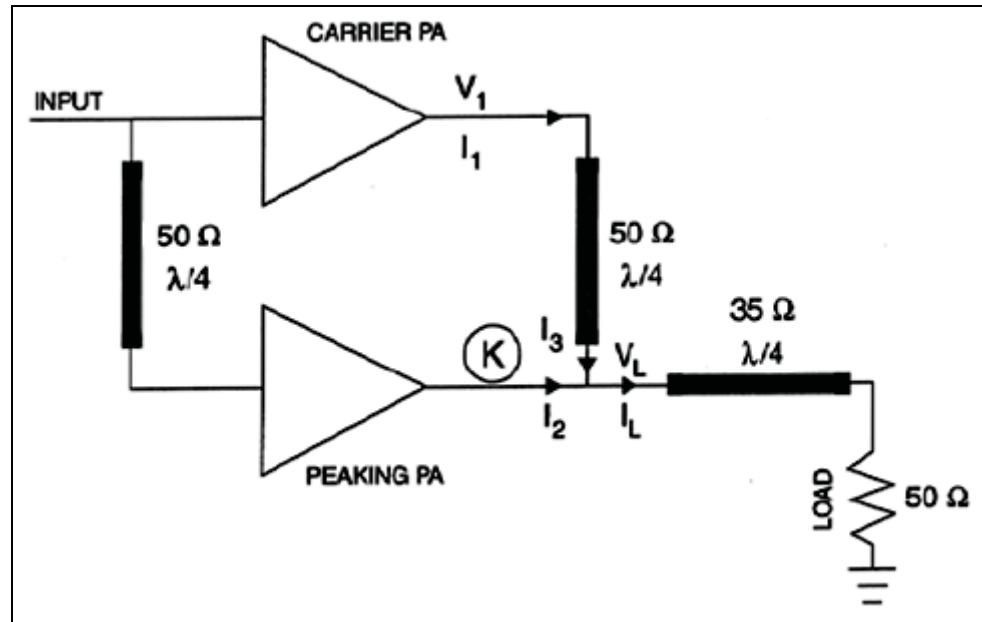 CARRIER PA
INPUT
V₁
I₁
50 Ω
λ/4
50 Ω
λ/4
35 Ω
λ/4
K
I₃
V_L
I₂
I_L
PEAKING PA
LOAD
50 Ω